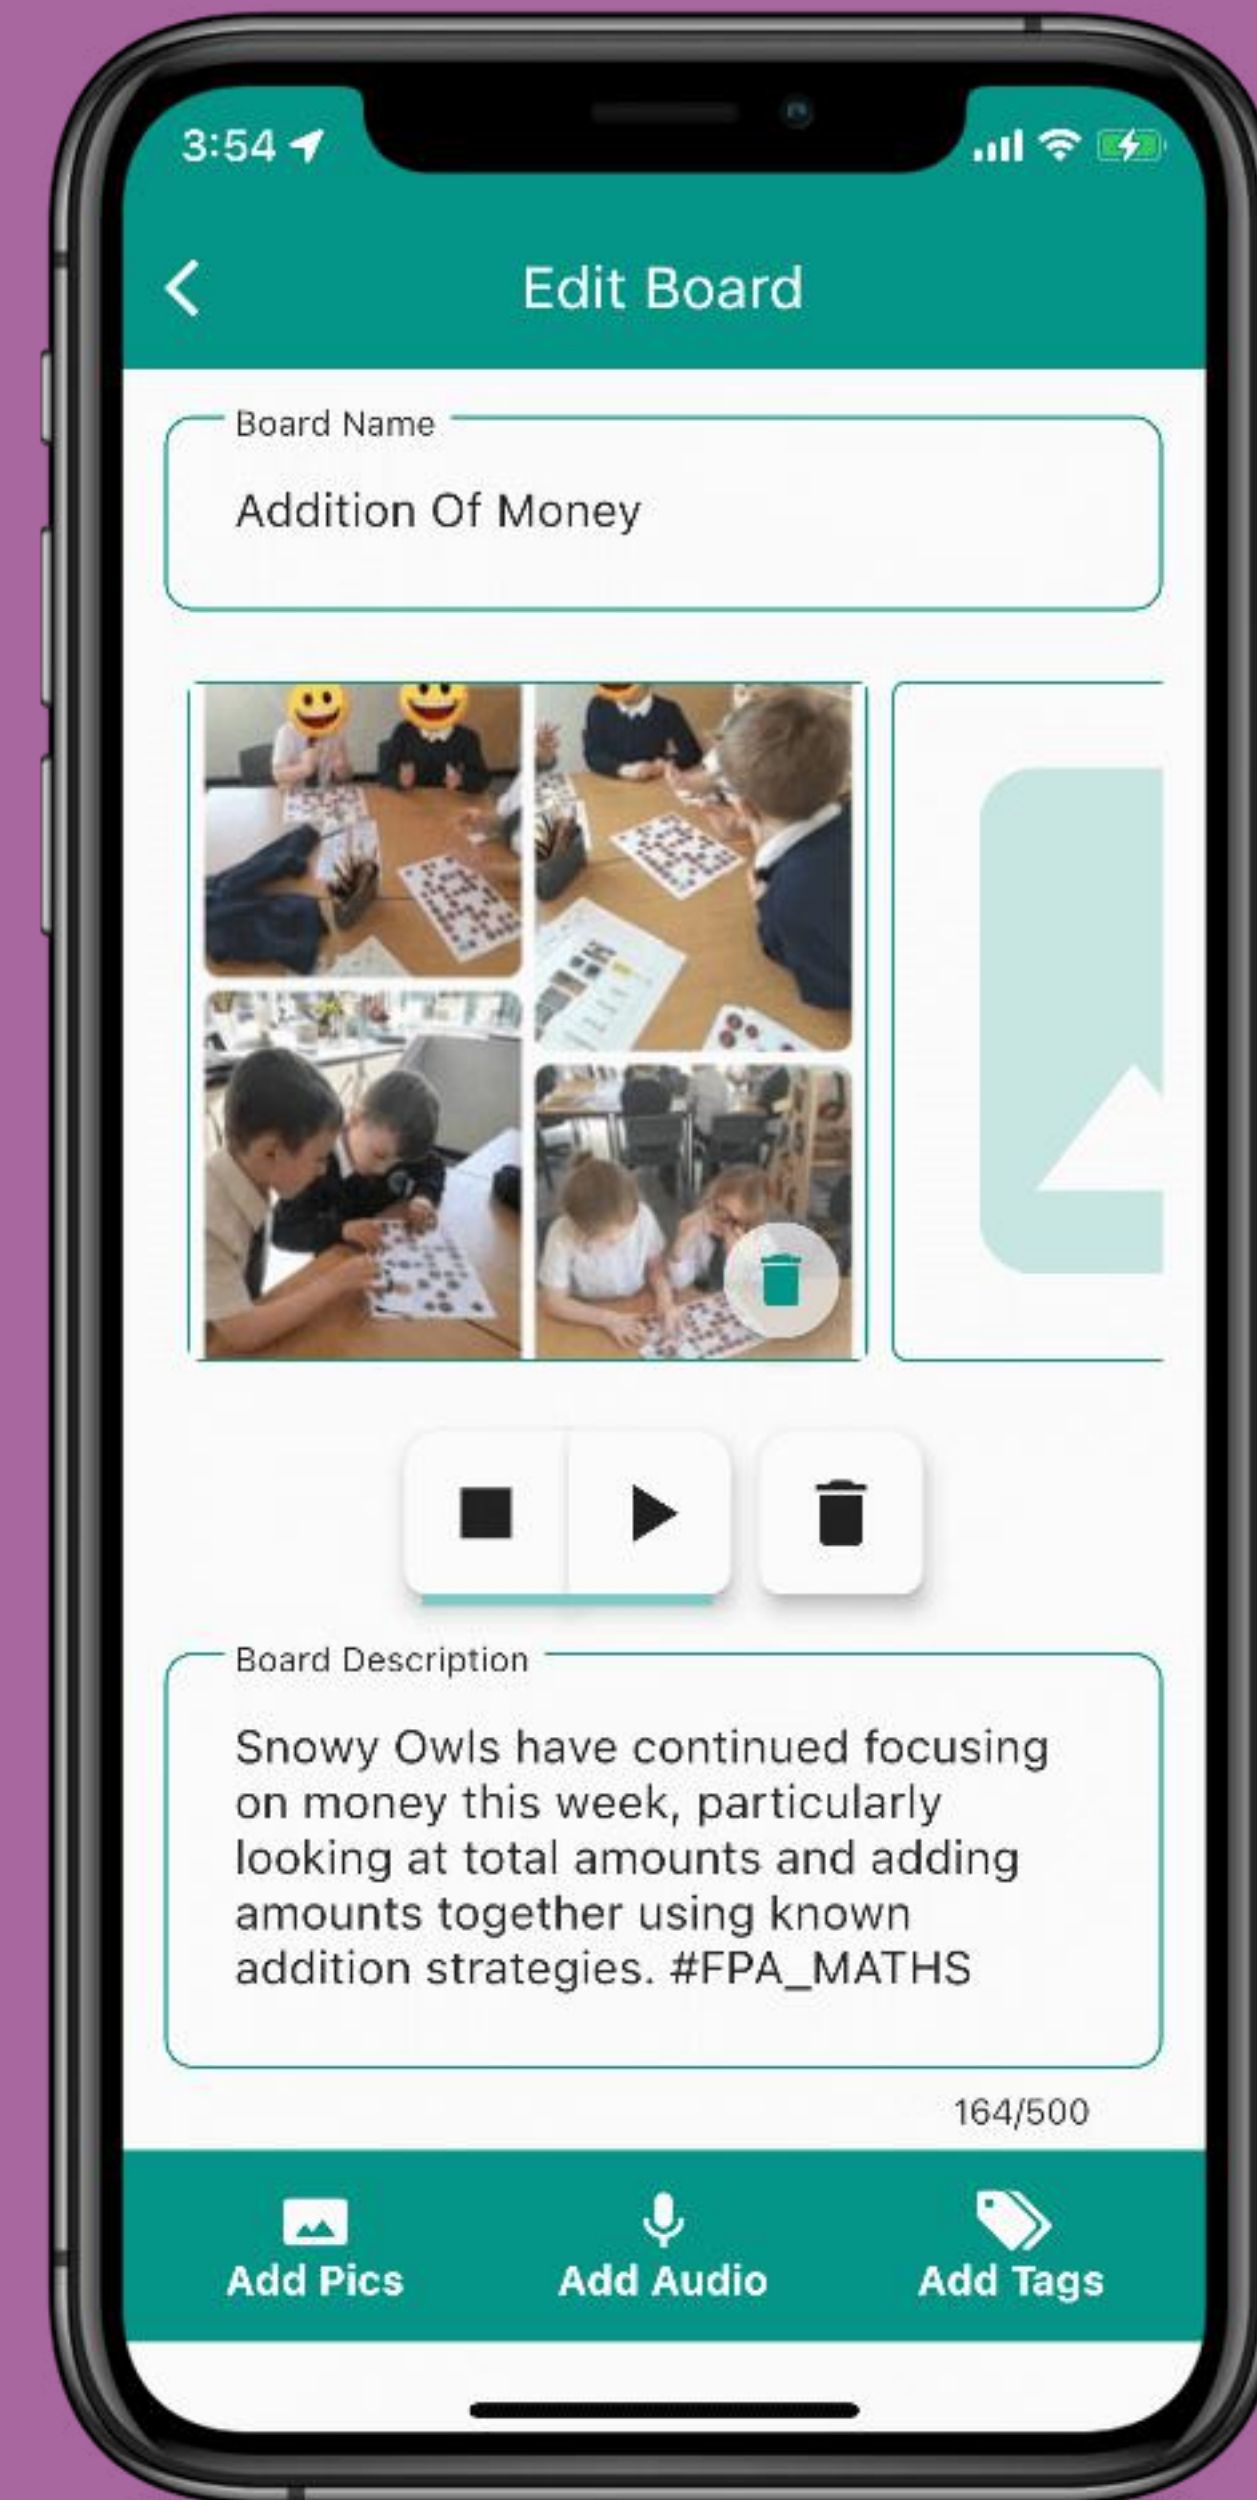 3:54
Edit Board
Board Name
Addition Of Money
Board Description
Snowy Owls have continued focusing
on money this week, particularly
looking at total amounts and adding
amounts together using known
addition strategies. #FPA_MATHS
164/500
Add Pics
Add Audio
Add Tags